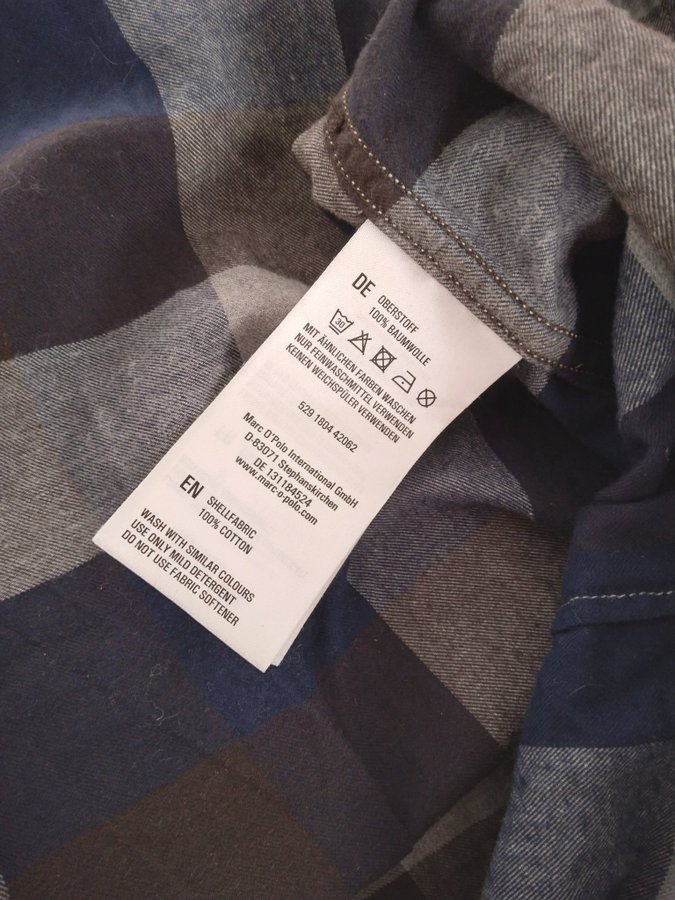 DE OBERSTOFF
100% BAUMWOLLE
30
MIT ÄHNLICHEN FARBEN WASCHEN
NUR FEINWASCHMITTEL VERWENDEN
KEINEN WEICHSPÜLER VERWENDEN
529 1804 42062
Marc O'Polo International GmbH
D-83071 Stephanskirchen
DE 131184524
www.marc-o-polo.com
EN SHELLFABRIC
100% COTTON
WASH WITH SIMILAR COLOURS
USE ONLY MILD DETERGENT
DO NOT USE FABRIC SOFTENER